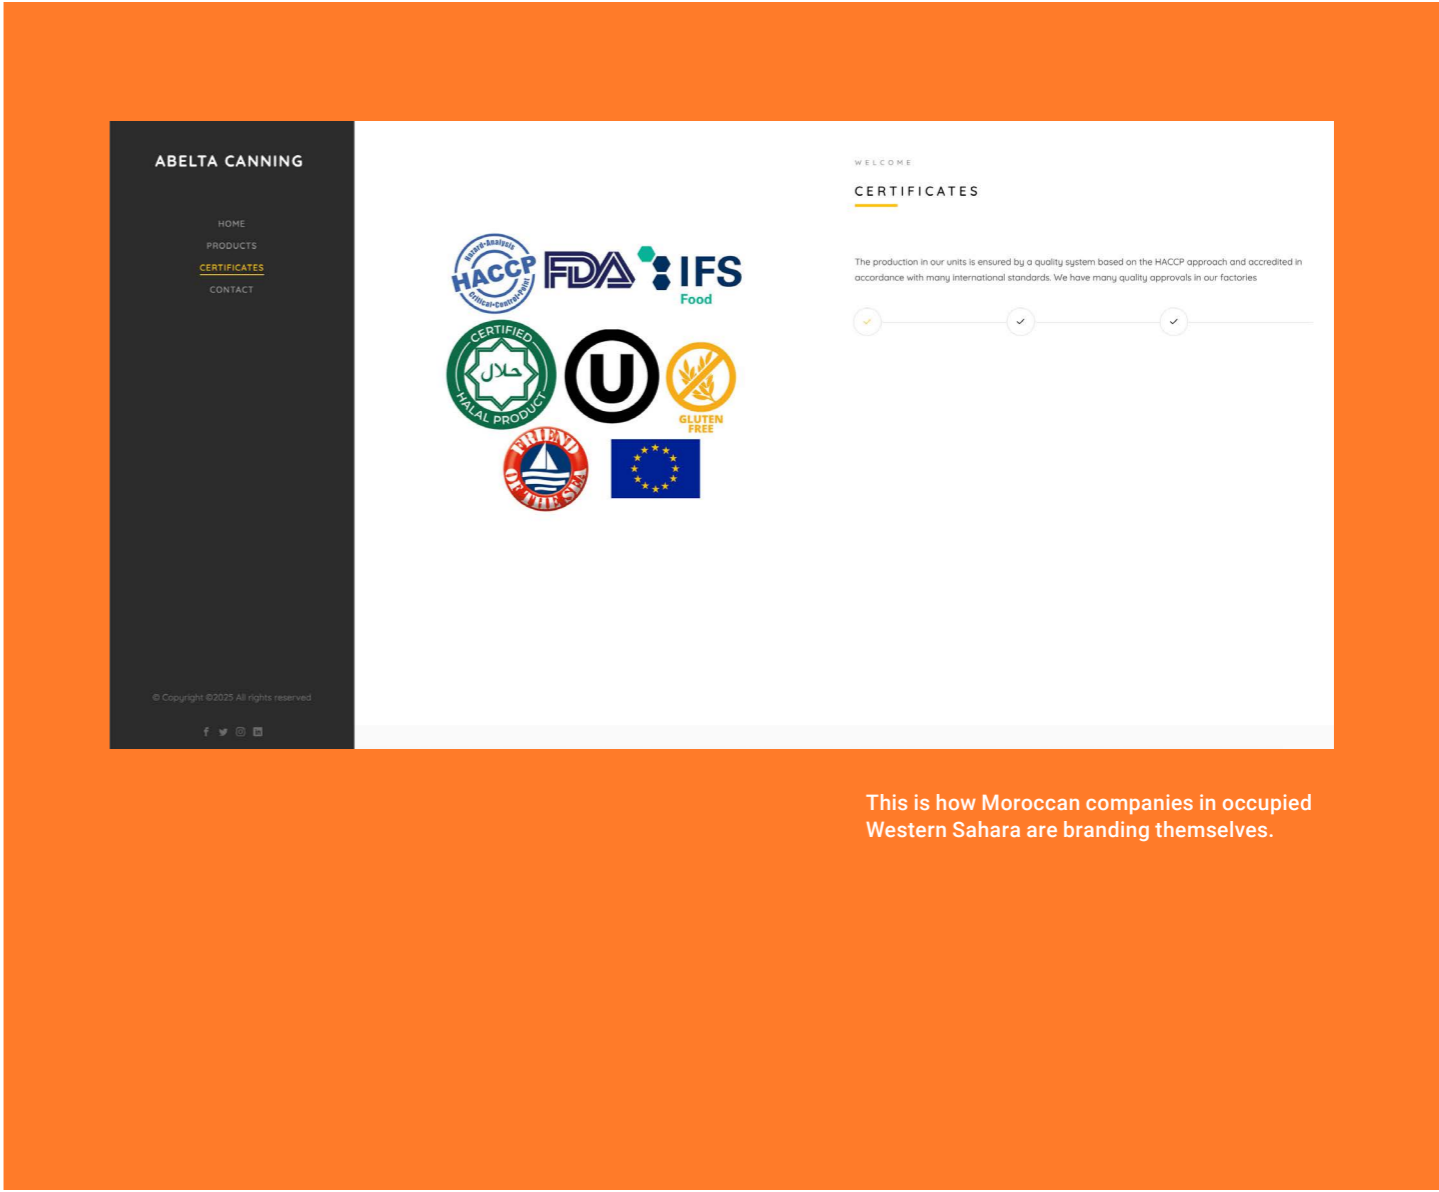 ABELTA CANNING
HOME
PRODUCTS
CERTIFICATES
CONTACT
© Copyright ©2025 All rights reserved
Hazard•Analysis
HACCP
Critical•Control•Point
FDA
IFS
Food
CERTIFIED
حلال
HALAL PRODUCT
U
GLUTEN
FREE
FRIEND
OF THE SEA
WELCOME
CERTIFICATES
The production in our units is ensured by a quality system based on the HACCP approach and accredited in
accordance with many international standards. We have many quality approvals in our factories
This is how Moroccan companies in occupied
Western Sahara are branding themselves.